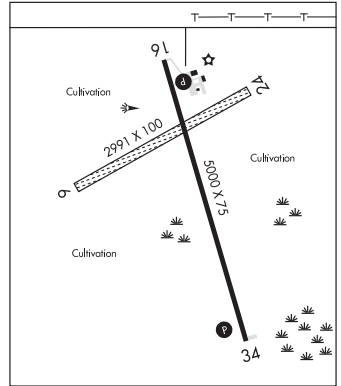 T T T T
16
P
24
Cultivation
2991 X 100
Cultivation
5000 X 75
6
Cultivation
P
34